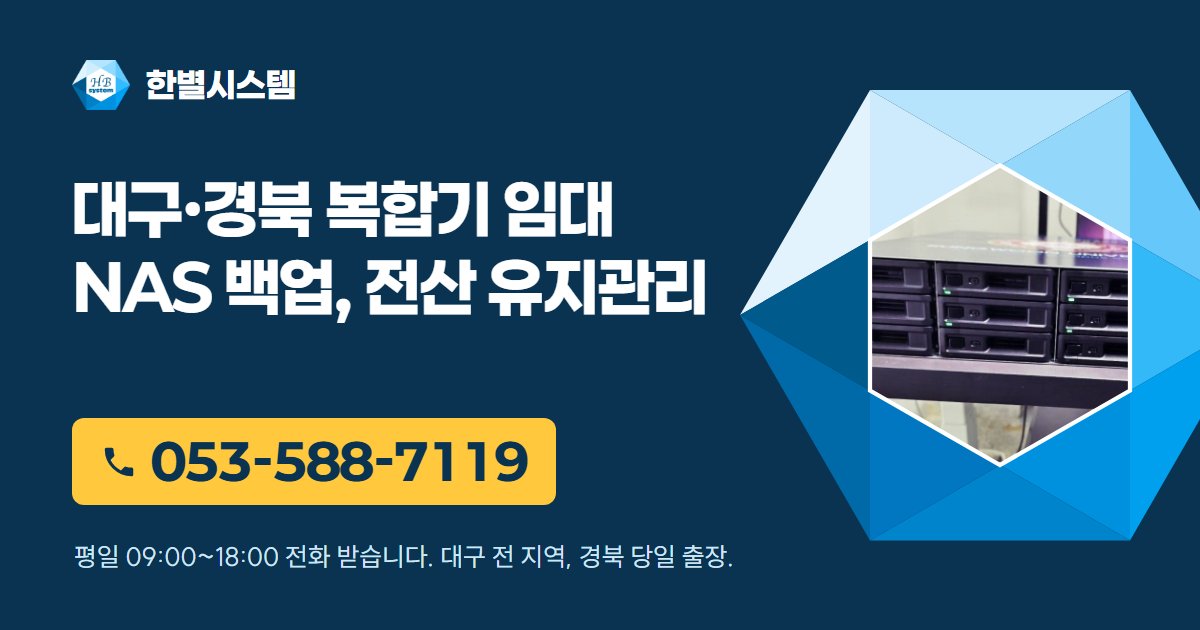 HB
system
한별시스템
대구·경북 복합기 임대
NAS 백업, 전산 유지관리
053-588-7119
평일 09:00~18:00 전화 받습니다. 대구 전 지역, 경북 당일 출장.